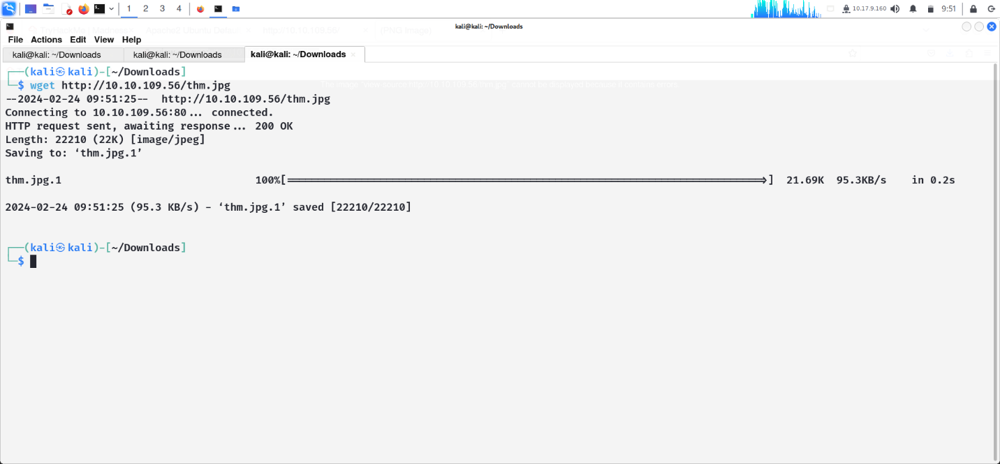 1 2 3 4 10.17.9.160 9:51
kali@kali: ~/Downloads
File Actions Edit View Help
kali@kali: ~/Downloads kali@kali: ~/Downloads kali@kali: ~/Downloads
(kali㉿kali)-[~/Downloads]
$ wget http://10.10.109.56/thm.jpg
--2024-02-24 09:51:25--  http://10.10.109.56/thm.jpg
Connecting to 10.10.109.56:80... connected.
HTTP request sent, awaiting response... 200 OK
Length: 22210 (22K) [image/jpeg]
Saving to: ‘thm.jpg.1’
thm.jpg.1 100%[===================================================>] 21.69K 95.3KB/s in 0.2s
2024-02-24 09:51:25 (95.3 KB/s) - ‘thm.jpg.1’ saved [22210/22210]
(kali㉿kali)-[~/Downloads]
$